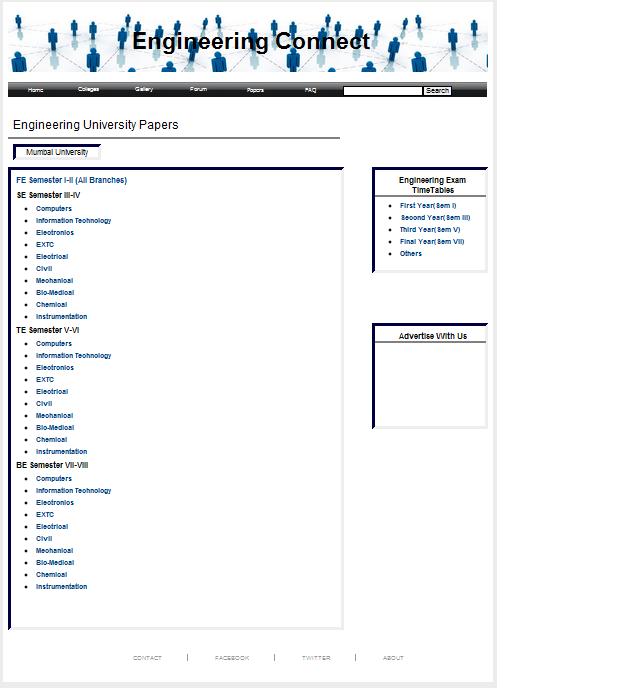 Engineering Connect
Home Colleges Gallery Forum Papers FAQ Search
Engineering University Papers
Mumbai University
FE Semester I-II (All Branches)
SE Semester III-IV
Computers
Information Technology
Electronics
EXTC
Electrical
Civil
Mechanical
Bio-Medical
Chemical
Instrumentation
TE Semester V-VI
Computers
Information Technology
Electronics
EXTC
Electrical
Civil
Mechanical
Bio-Medical
Chemical
Instrumentation
BE Semester VII-VIII
Computers
Information Technology
Electronics
EXTC
Electrical
Civil
Mechanical
Bio-Medical
Chemical
Instrumentation
Engineering Exam
TimeTables
First Year(Sem I)
Second Year(Sem III)
Third Year(Sem V)
Final Year(Sem VII)
Others
Advertise With Us
CONTACT | FACEBOOK | TWITTER | ABOUT